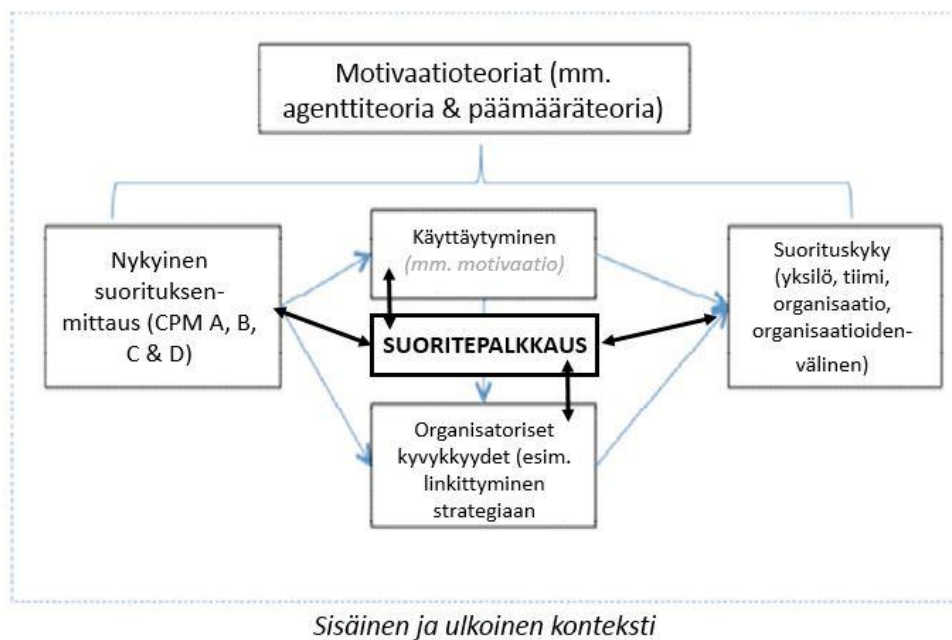 Motivaatioteoriat (mm.
agenttiteoria & päämääräteoria)
Nykyinen
suorituksen-
mittaus (CPM A, B,
C & D)
Käyttäytyminen
(mm. motivaatio)
SUORITEPALKKAUS
Organisatoriset
kyvykkyydet (esim.
linkittyminen
strategiaan
Suorituskyky
(yksilö, tiimi,
organisaatio,
organisaatioiden-
välinen)
Sisäinen ja ulkoinen konteksti